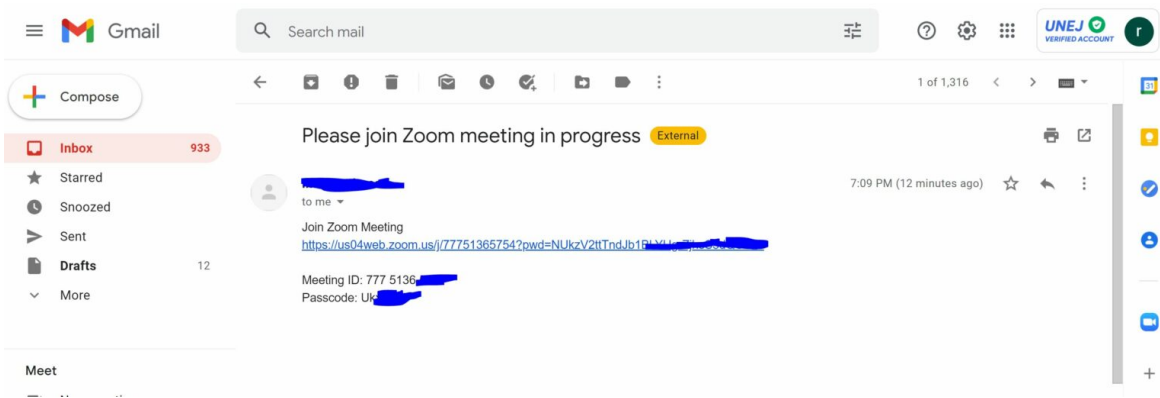 Gmail
Search mail
UNEJ
VERIFIED ACCOUNT
r
Compose
1 of 1,316
31
Inbox 933
Starred
Snoozed
Sent
Drafts 12
More
Meet
Please join Zoom meeting in progress External
7:09 PM (12 minutes ago)
to me
Join Zoom Meeting
https://us04web.zoom.us/j/77751365754?pwd=NUkzV2ttTndJb1
Meeting ID: 777 5136
Passcode: Uk